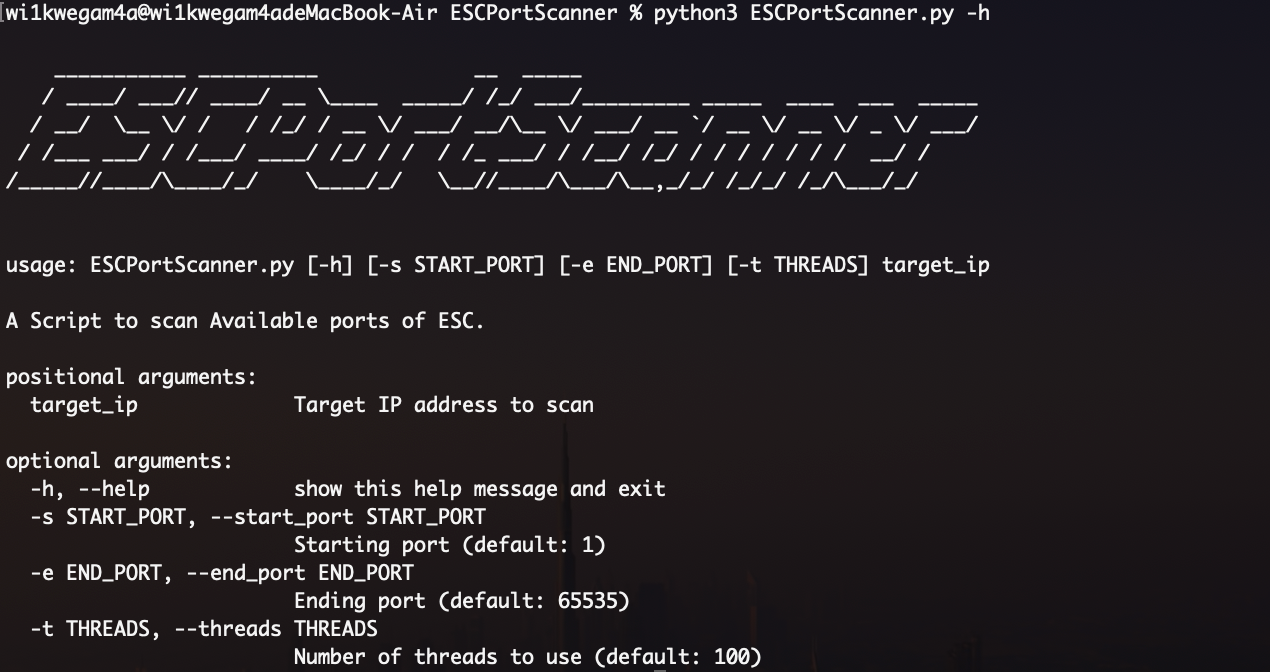 wi1kwegam4a@wi1kwegam4adeMacBook-Air ESCPortScanner % python3 ESCPortScanner.py -h
ESCPortScanner
usage: ESCPortScanner.py [-h] [-s START_PORT] [-e END_PORT] [-t THREADS] target_ip
A Script to scan Available ports of ESC.
positional arguments:
  target_ip             Target IP address to scan
optional arguments:
  -h, --help            show this help message and exit
  -s START_PORT, --start_port START_PORT
                        Starting port (default: 1)
  -e END_PORT, --end_port END_PORT
                        Ending port (default: 65535)
  -t THREADS, --threads THREADS
                        Number of threads to use (default: 100)